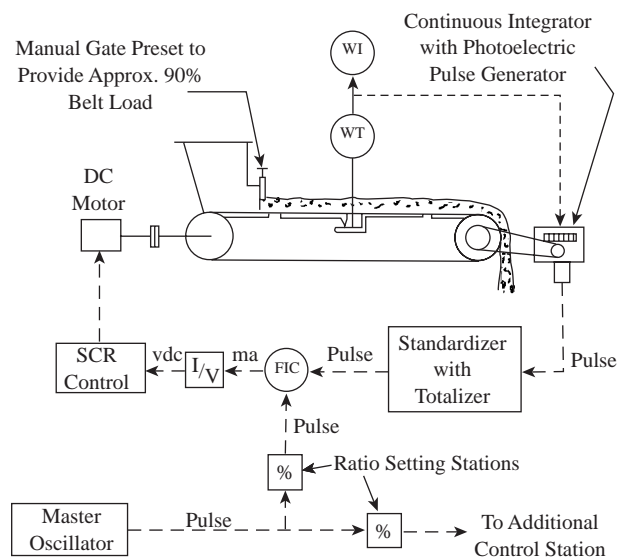 Manual Gate Preset to
Provide Approx. 90%
Belt Load
WI
Continuous Integrator
with Photoelectric
Pulse Generator
WT
DC
Motor
SCR
Control
vdc
I/V
ma
FIC
Pulse
Standardizer
with
Totalizer
Pulse
Pulse
%
Ratio Setting Stations
Master
Oscillator
Pulse
%
To Additional
Control Station